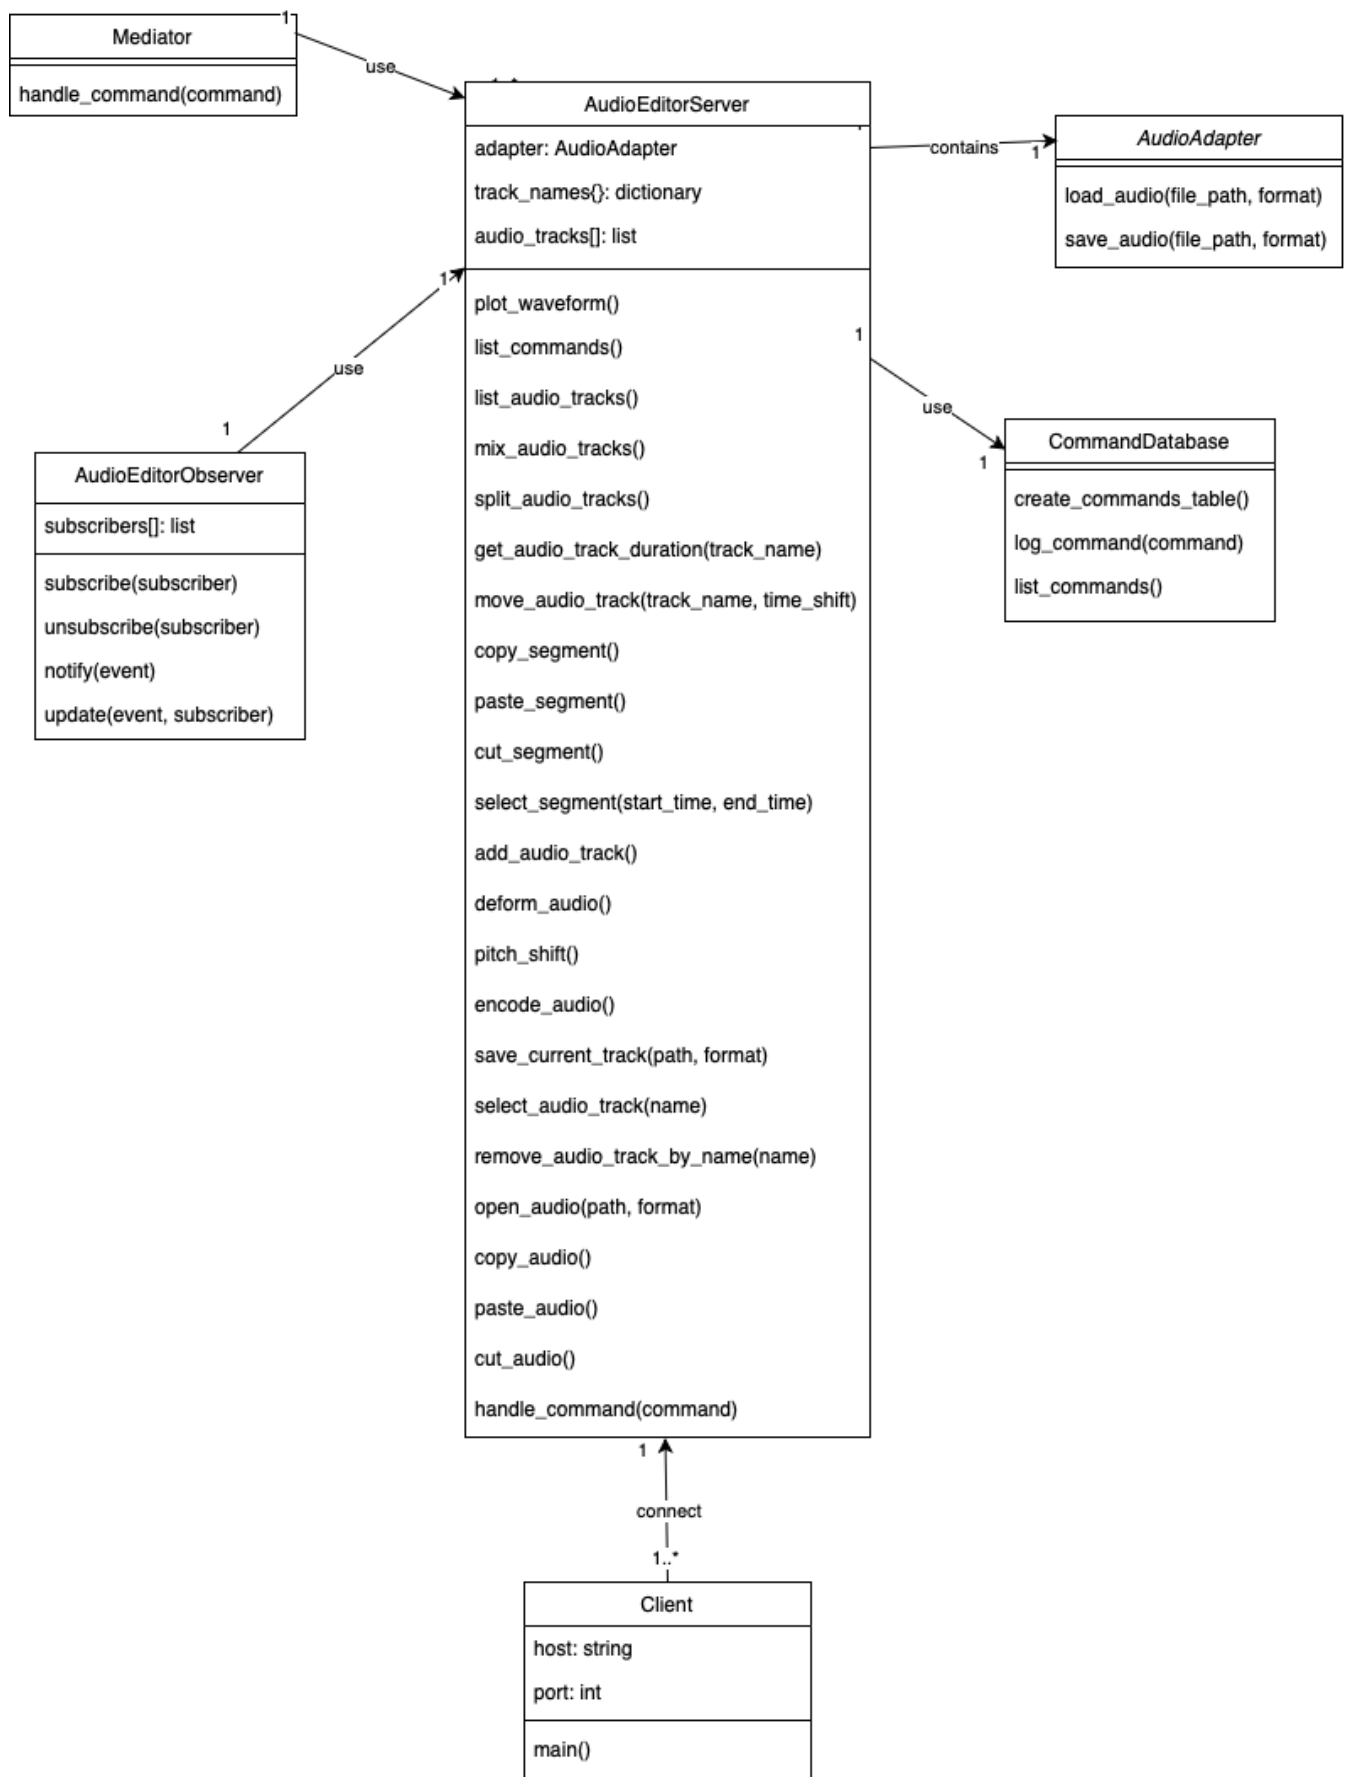 1
Mediator
handle_command(command)
use
AudioEditorServer
adapter: AudioAdapter
track_names{}: dictionary
audio_tracks[]: list
plot_waveform()
list_commands()
list_audio_tracks()
mix_audio_tracks()
split_audio_tracks()
get_audio_track_duration(track_name)
move_audio_track(track_name, time_shift)
copy_segment()
paste_segment()
cut_segment()
select_segment(start_time, end_time)
add_audio_track()
deform_audio()
pitch_shift()
encode_audio()
save_current_track(path, format)
select_audio_track(name)
remove_audio_track_by_name(name)
open_audio(path, format)
copy_audio()
paste_audio()
cut_audio()
handle_command(command)
contains
1
AudioAdapter
load_audio(file_path, format)
save_audio(file_path, format)
1
use
1
AudioEditorObserver
subscribers[]: list
subscribe(subscriber)
unsubscribe(subscriber)
notify(event)
update(event, subscriber)
1
use
1
CommandDatabase
create_commands_table()
log_command(command)
list_commands()
1
connect
1..*
Client
host: string
port: int
main()